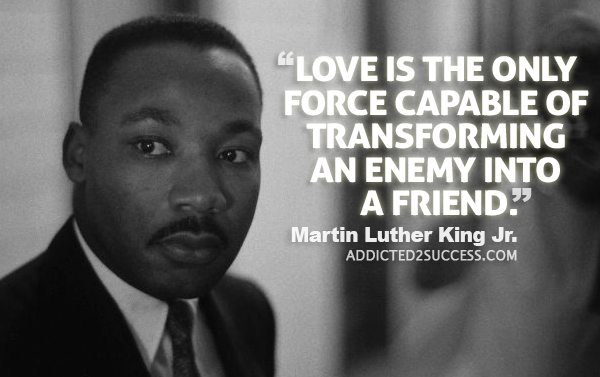 “LOVE IS THE ONLY
FORCE CAPABLE OF
TRANSFORMING
AN ENEMY INTO
A FRIEND.”
Martin Luther King Jr.
ADDICTED2SUCCESS.COM